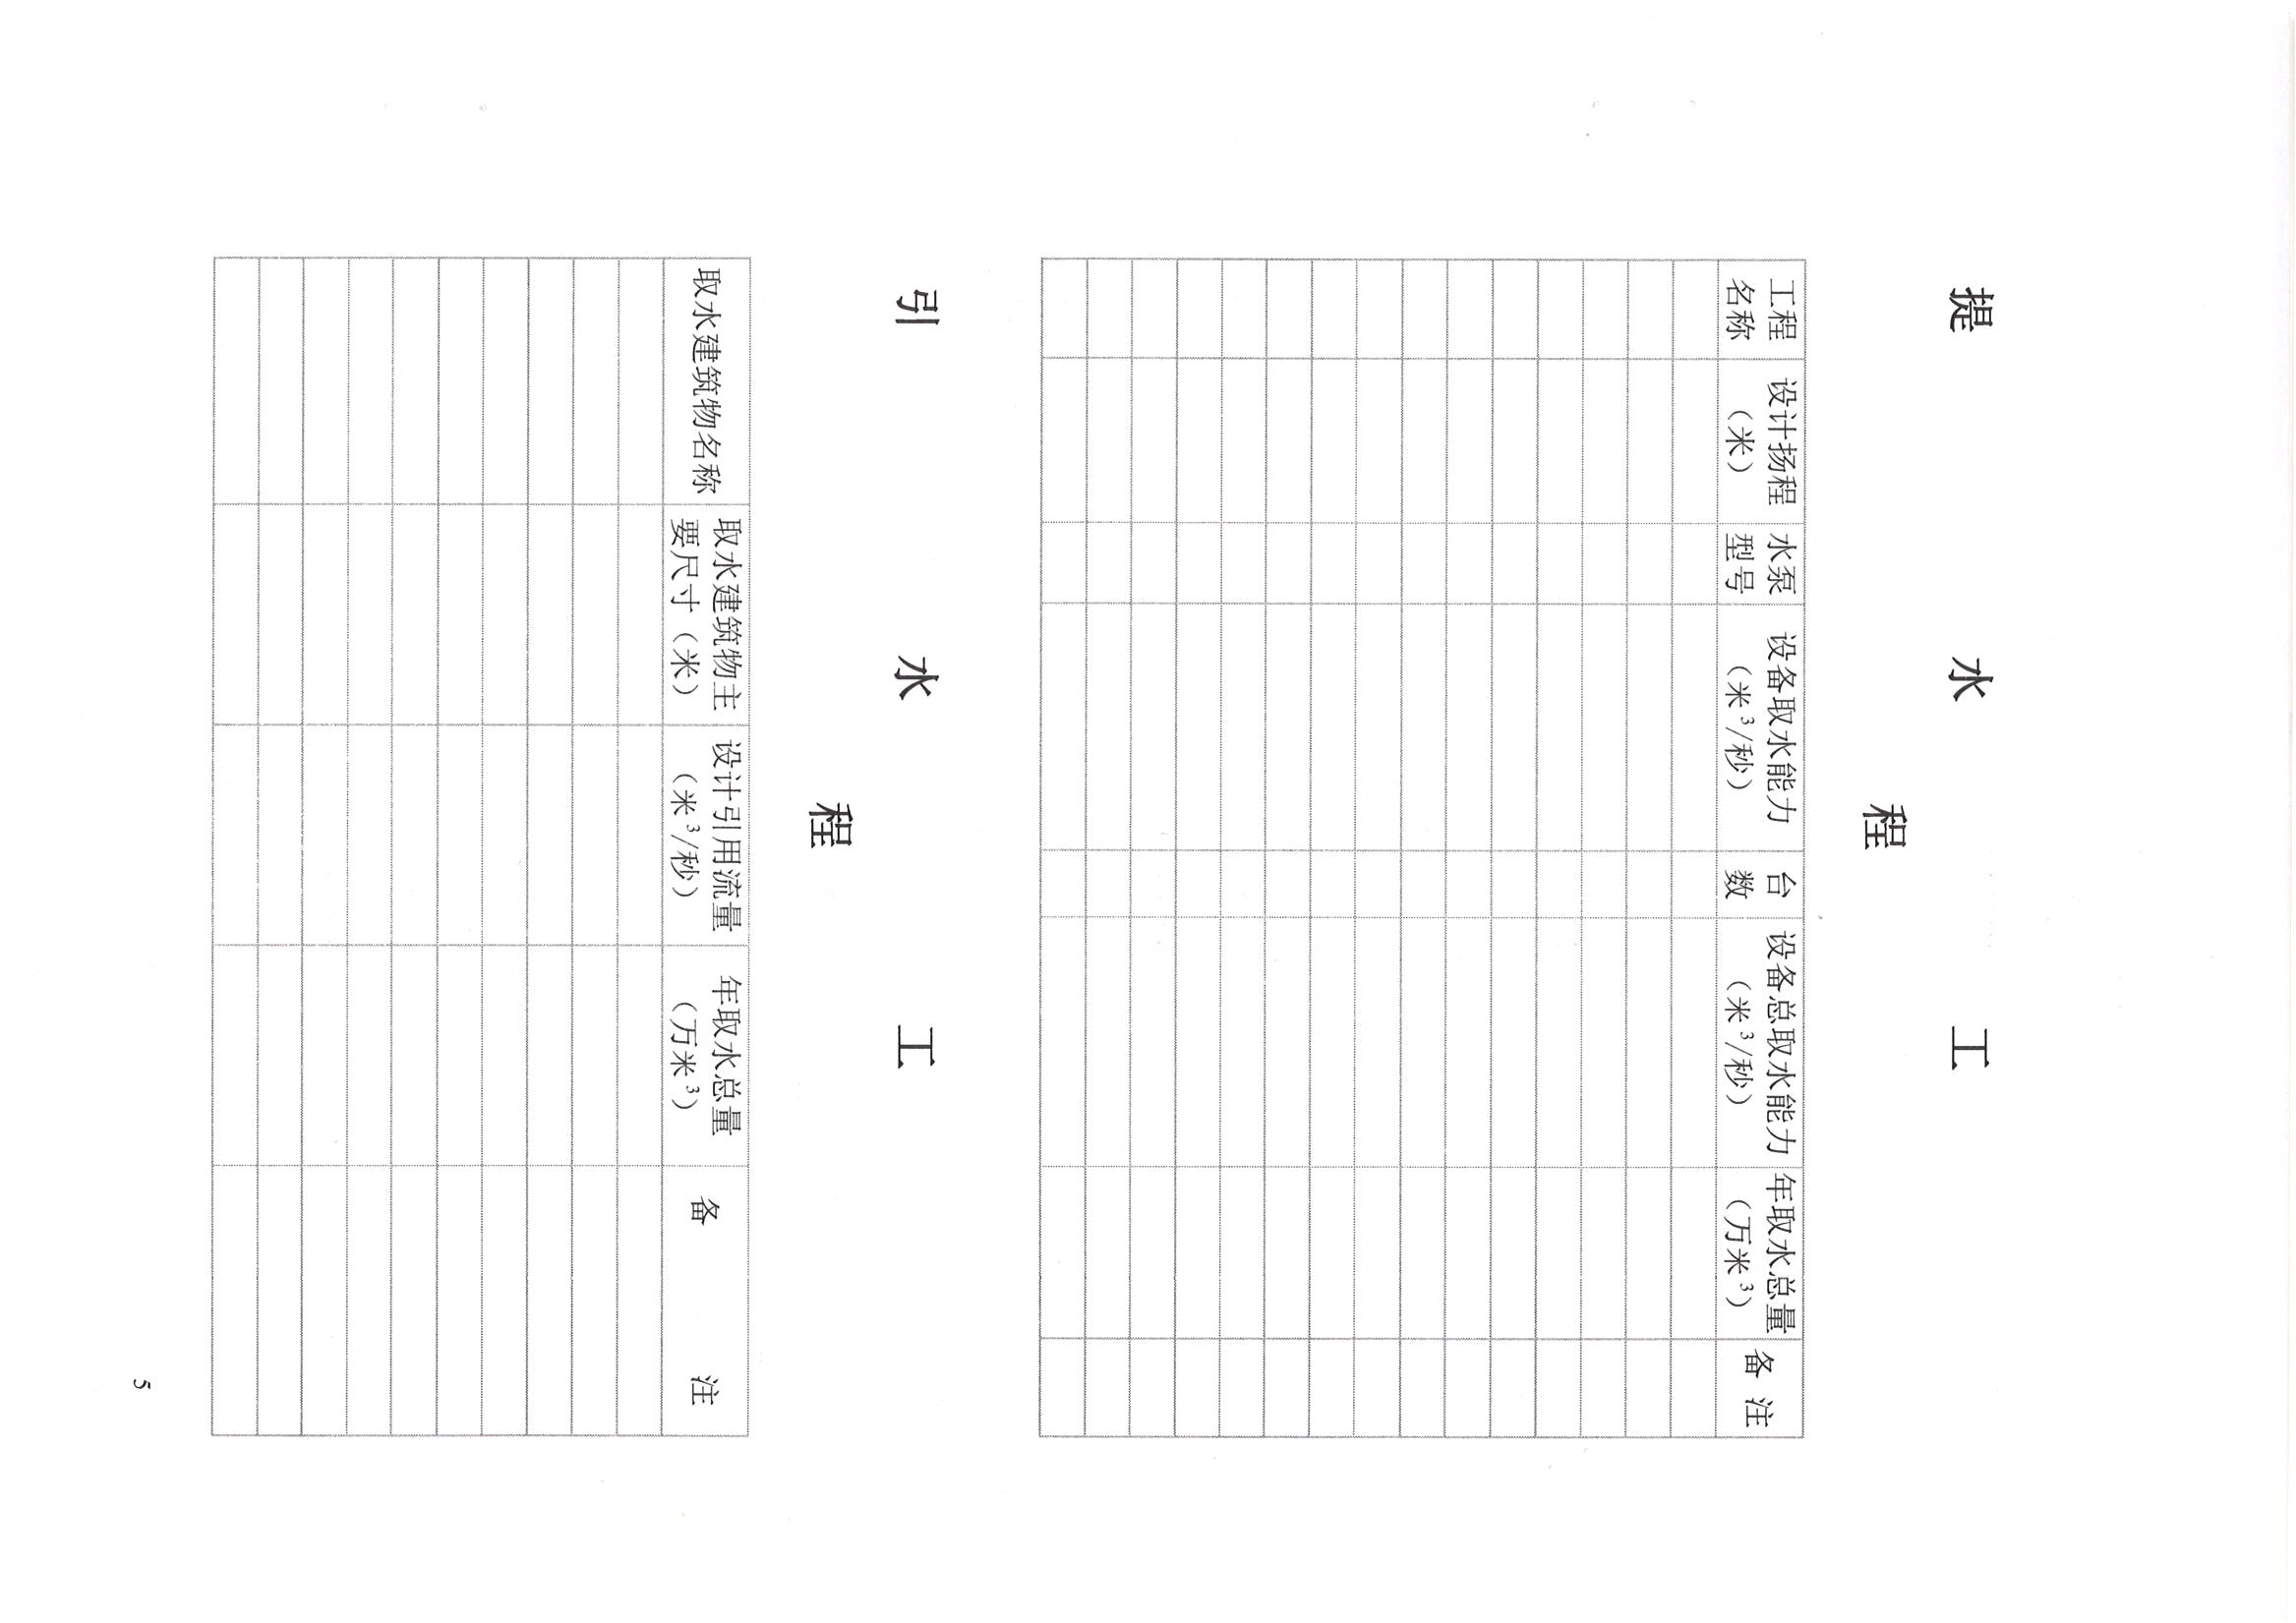 提 水 工
程
工程名称 设计扬程（米） 水泵型号 设备取水能力（米³/秒） 台数 设备总取水能力（米³/秒） 年取水总量（万米³） 备 注
引 水 工
程
取水建筑物名称 取水建筑物主要尺寸（米） 设计引用流量（米³/秒） 年取水总量（万米³） 备 注
5